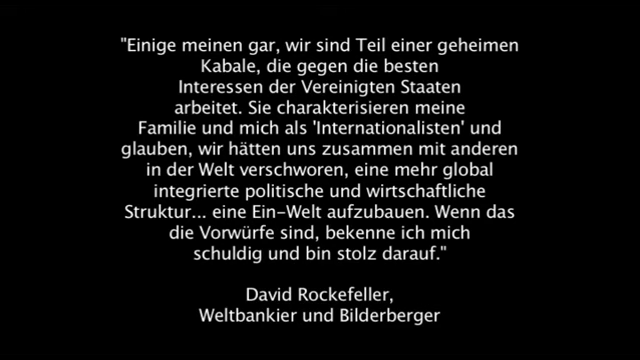 "Einige meinen gar, wir sind Teil einer geheimen
Kabale, die gegen die besten
Interessen der Vereinigten Staaten
arbeitet. Sie charakterisieren meine
Familie und mich als 'Internationalisten' und
glauben, wir hätten uns zusammen mit anderen
in der Welt verschworen, eine mehr global
integrierte politische und wirtschaftliche
Struktur... eine Ein-Welt aufzubauen. Wenn das
die Vorwürfe sind, bekenne ich mich
schuldig und bin stolz darauf."
David Rockefeller,
Weltbankier und Bilderberger